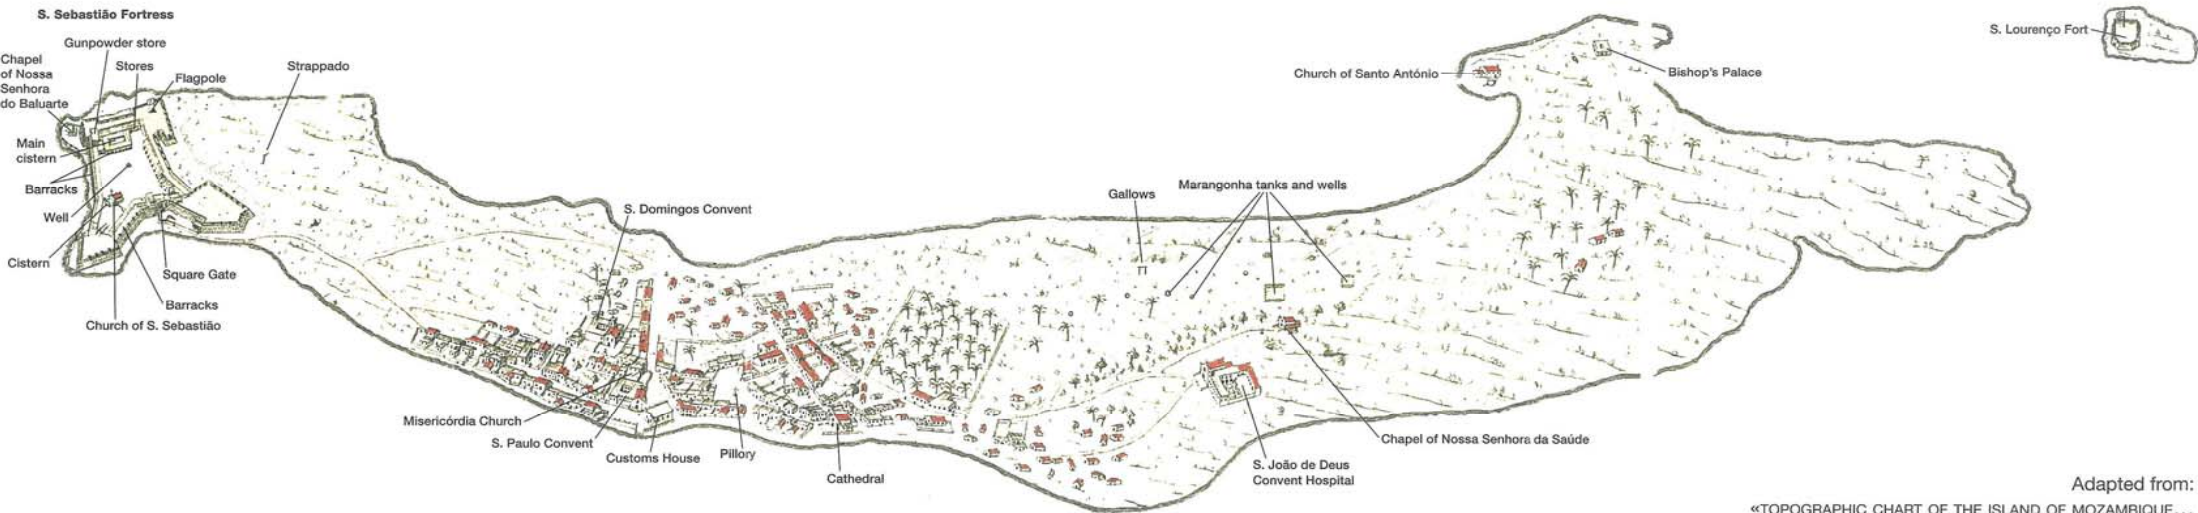 S. Sebastião Fortress
Gunpowder store
Chapel
of Nossa
Senhora
do Baluarte
Stores
Flagpole
Strappado
Main
cistern
Barracks
Well
Cistern
Square Gate
Barracks
Church of S. Sebastião
S. Domingos Convent
Misericórdia Church
S. Paulo Convent
Customs House
Pillory
Cathedral
Gallows
Marangonha tanks and wells
Church of Santo António
Bishop's Palace
S. Lourenço Fort
Chapel of Nossa Senhora da Saúde
S. João de Deus
Convent Hospital
Adapted from:
«TOPOGRAPHIC CHART OF THE ISLAND OF MOZAMBIQUE...